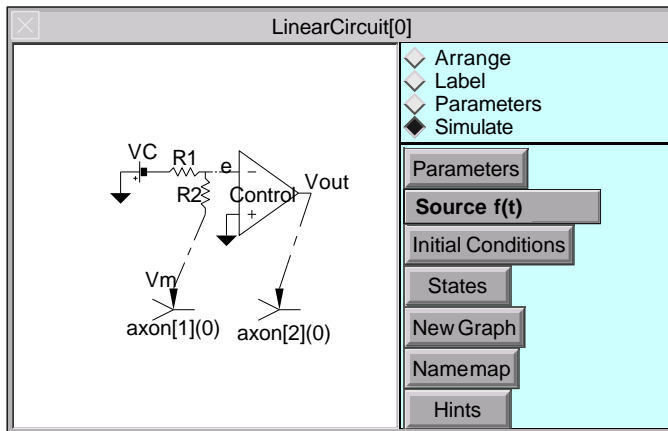 LinearCircuit[0]
Arrange
Label
Parameters
Simulate
VC
R1
e
R2
−
Control
+
Vout
+
Vm
axon[1](0)
axon[2](0)
Parameters
Source f(t)
Initial Conditions
States
New Graph
Namemap
Hints